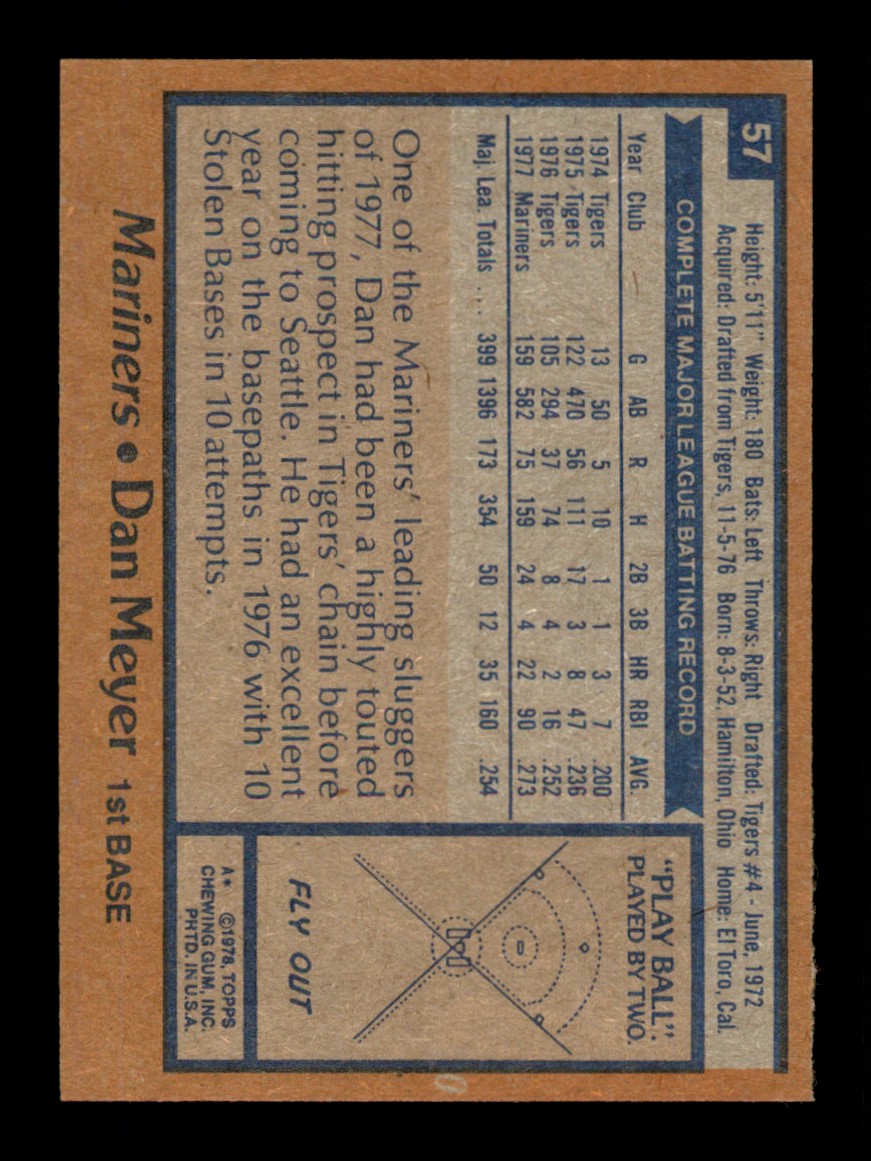 57
Height: 5'11" Weight: 180 Bats: Left Throws: Right Drafted: Tigers #4 - June, 1972
Acquired: Drafted from Tigers, 11-5-76 Born: 8-3-52, Hamilton, Ohio Home: El Toro, Cal.
COMPLETE MAJOR LEAGUE BATTING RECORD
Year Club G AB R H 2B 3B HR RBI AVG.
1974 Tigers 13 50 5 10 1 1 3 7 .200
1975 Tigers 122 470 56 111 17 3 8 47 .236
1976 Tigers 105 294 37 74 8 4 2 16 .252
1977 Mariners 159 582 75 159 24 4 22 90 .273
Maj. Lea. Totals ... 399 1396 173 354 50 12 35 160 .254
One of the Mariners' leading sluggers
of 1977, Dan had been a highly touted
hitting prospect in Tigers' chain before
coming to Seattle. He had an excellent
year on the basepaths in 1976 with 10
Stolen Bases in 10 attempts.
"PLAY BALL".
PLAYED BY TWO.
FLY OUT
A* ©1978, TOPPS
CHEWING GUM, INC.
PRTD. IN U.S.A.
Mariners • Dan Meyer 1st BASE